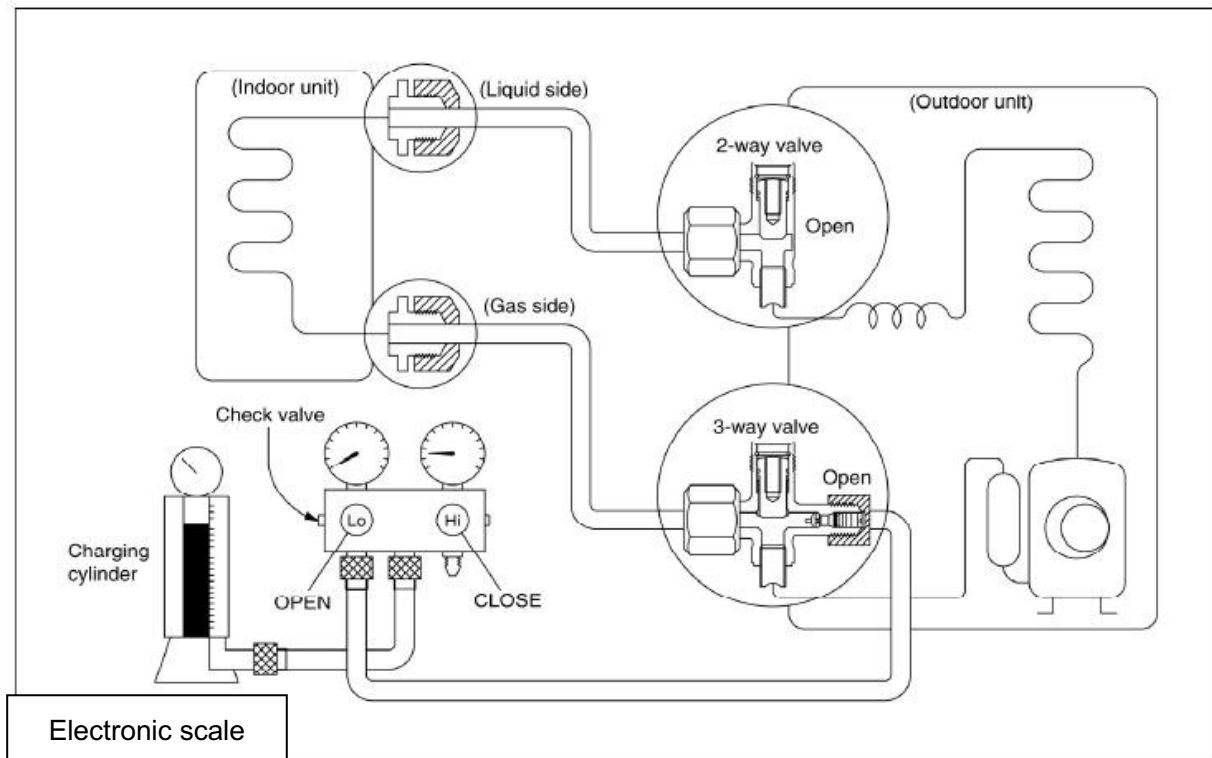 (Indoor unit)
(Liquid side)
(Outdoor unit)
2-way valve
Open
(Gas side)
Check valve
3-way valve
Open
Lo
Hi
Charging
cylinder
OPEN
CLOSE
Electronic scale